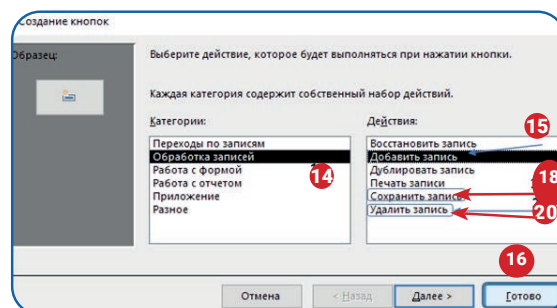 Создание кнопок
Образец:
Выберите действие, которое будет выполняться при нажатии кнопки.
Каждая категория содержит собственный набор действий.
Категории:
Действия:
Переходы по записям
Обработка записей
Работа с формой
Работа с отчетом
Приложение
Разное
14
Восстановить запись
Добавить запись
Дублировать запись
Печать записи
Сохранить запись
Удалить запись
15
18
20
16
Отмена
< Назад
Далее >
Готово